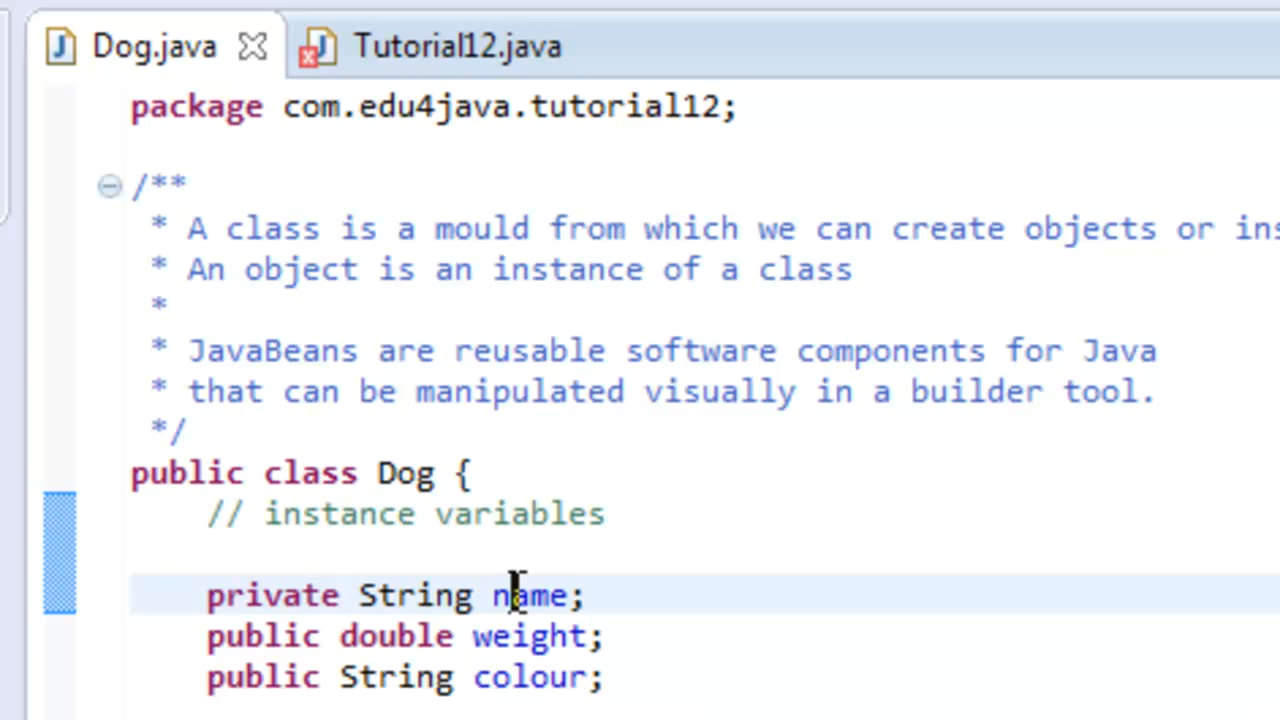 Dog.java
Tutorial12.java
package com.edu4java.tutorial12;
/**
* A class is a mould from which we can create objects or ins
* An object is an instance of a class
*
* JavaBeans are reusable software components for Java
* that can be manipulated visually in a builder tool.
*/
public class Dog {
// instance variables
private String name;
public double weight;
public String colour;